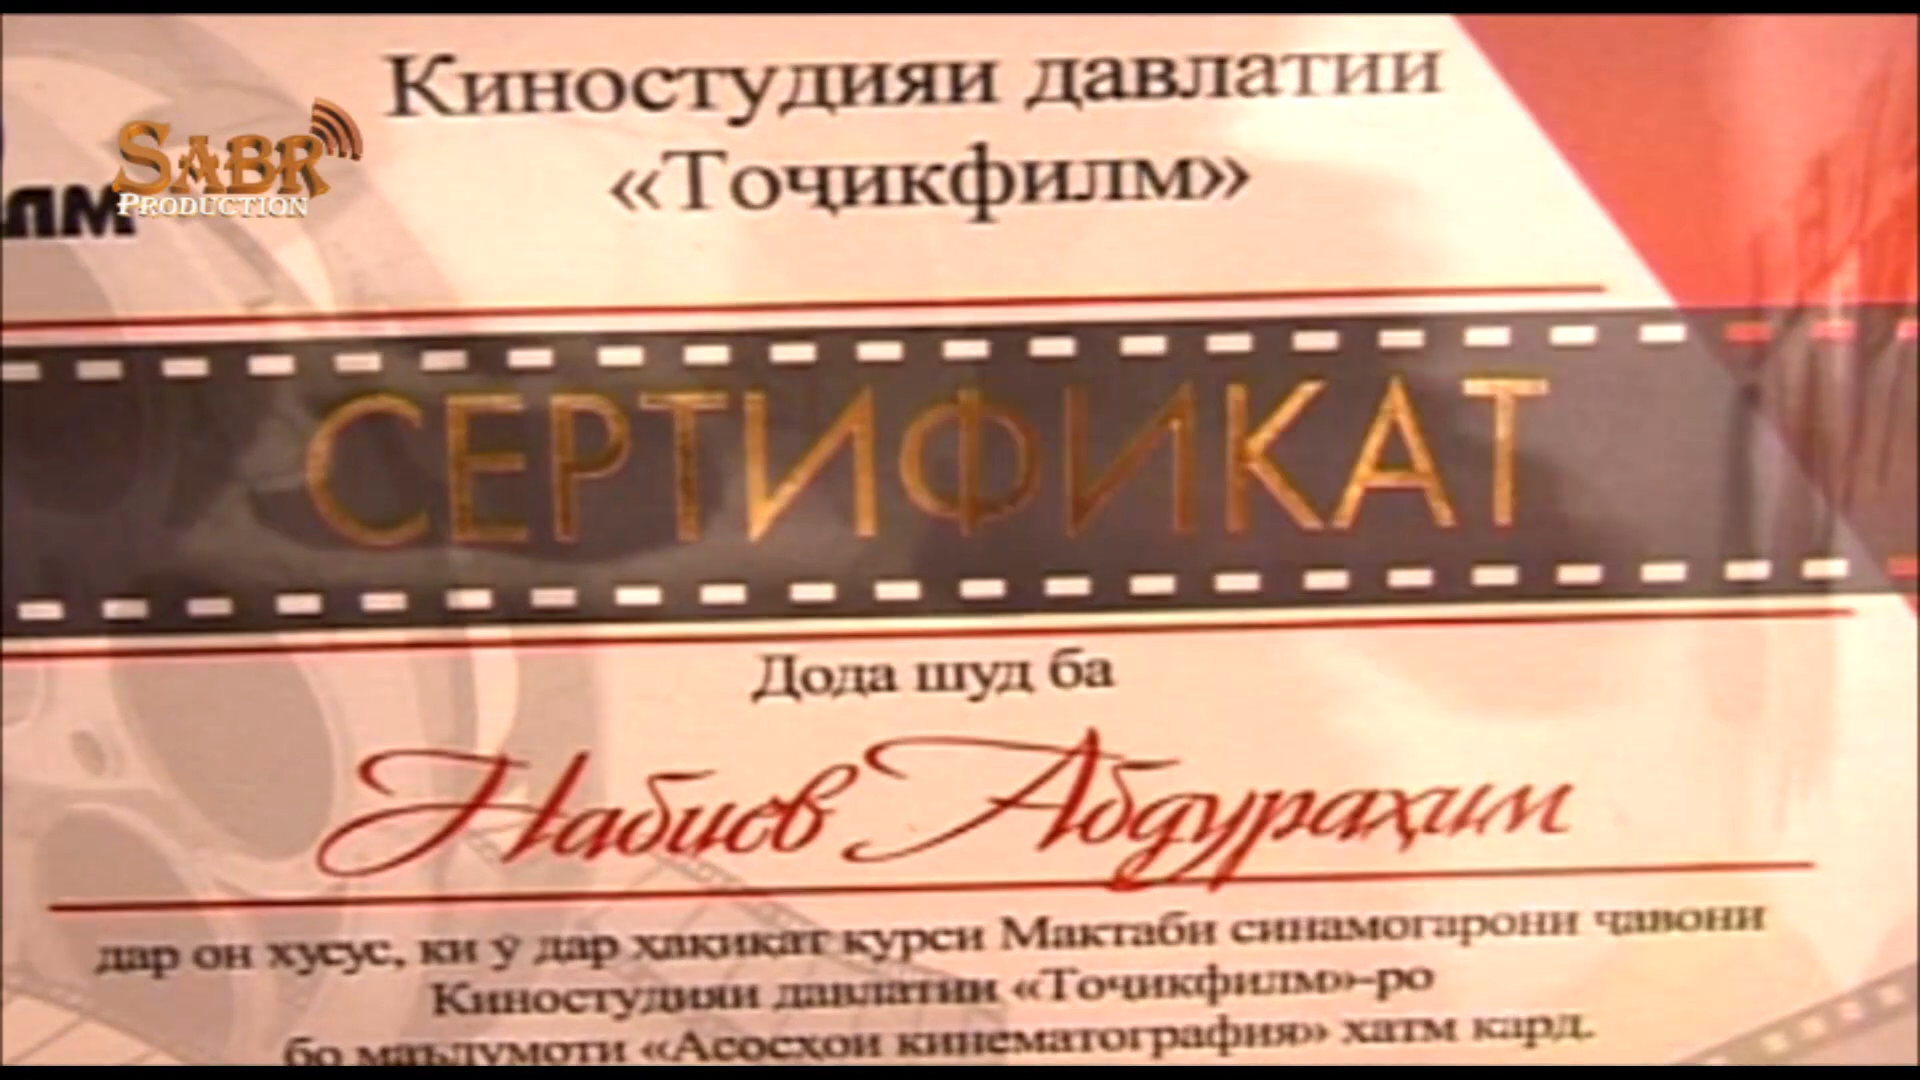 Киностудияи давлатии
«Тоҷикфилм»
SABR
PRODUCTION
ЛМ
СЕРТИФИКАТ
Дода шуд ба
Набиев Абдураҳим
дар он хусус, ки ӯ дар ҳақиқат курси Мактаби синамогарони ҷавони
Киностудияи давлатии «Тоҷикфилм»-ро
бо маълумоти «Асосҳои кинематография» хатм кард.